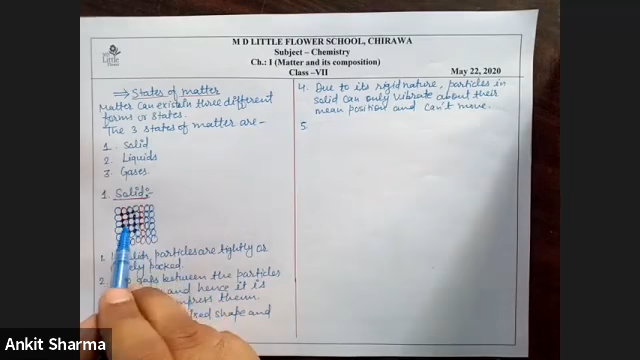 M D LITTLE FLOWER SCHOOL, CHIRAWA
Subject – Chemistry
Ch.: I (Matter and its composition)
Class –VII
May 22, 2020
Little
⇒ States of matter
Matter can exist in three different
forms or states.
The 3 states of matter are –
1. Solid
2. Liquids
3. Gases.
1. Solids:-
1. particles are tightly or
packed.
2. gaps between the particles
and hence it is
compress them.
shape and
4. Due to its rigid nature, particles in
solid can only vibrate about their
mean position and can't move.
5.
Ankit Sharma